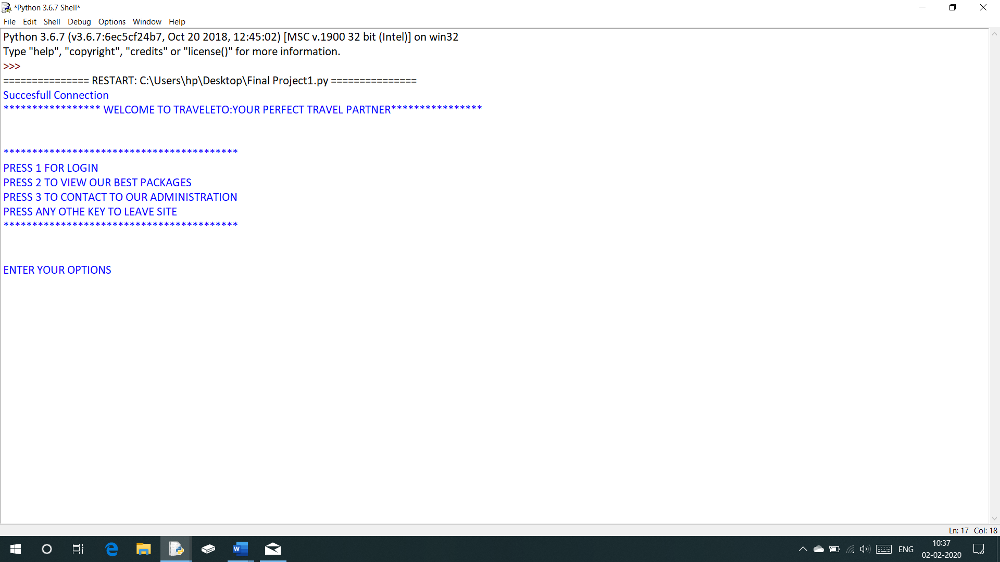 *Python 3.6.7 Shell*
File Edit Shell Debug Options Window Help
Python 3.6.7 (v3.6.7:6ec5cf24b7, Oct 20 2018, 12:45:02) [MSC v.1900 32 bit (Intel)] on win32
Type "help", "copyright", "credits" or "license()" for more information.
>>>
=============== RESTART: C:\Users\hp\Desktop\Final Project1.py ===============
Succesfull Connection
***************** WELCOME TO TRAVELETO:YOUR PERFECT TRAVEL PARTNER****************
*****************************************
PRESS 1 FOR LOGIN
PRESS 2 TO VIEW OUR BEST PACKAGES
PRESS 3 TO CONTACT TO OUR ADMINISTRATION
PRESS ANY OTHE KEY TO LEAVE SITE
*****************************************
ENTER YOUR OPTIONS
Ln: 17 Col: 18
W
ENG
10:37
02-02-2020